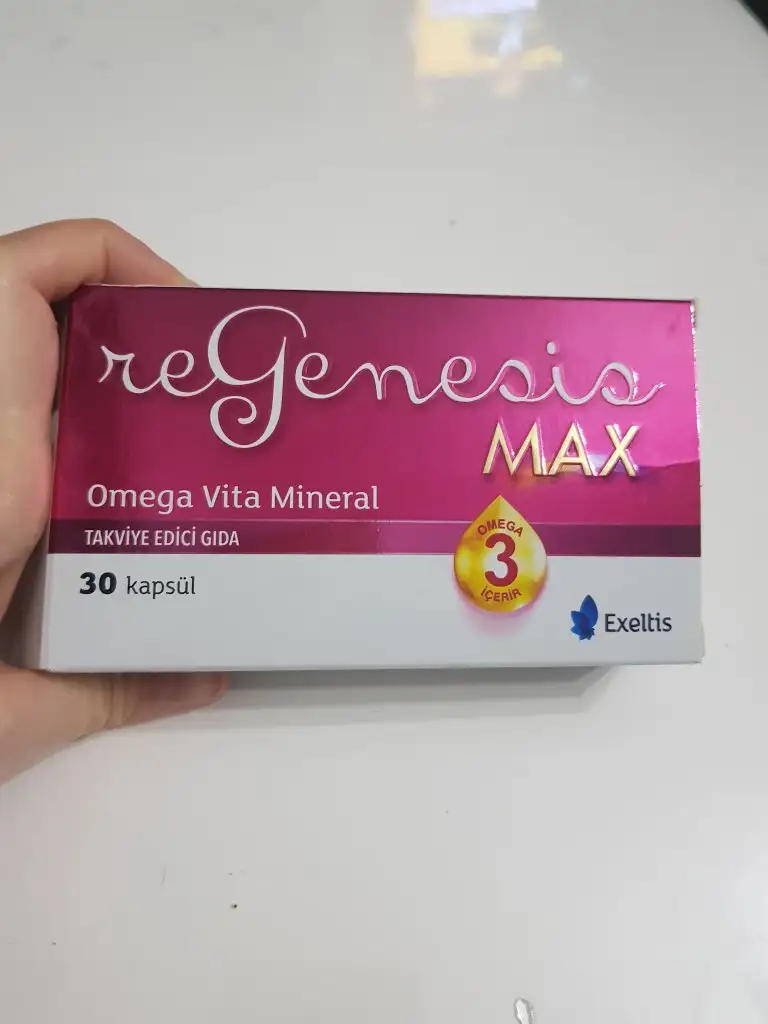 reGenesis
MAX
Omega Vita Mineral
TAKVİYE EDİCİ GIDA
30 kapsül
OMEGA
3
İÇERİR
Exeltis